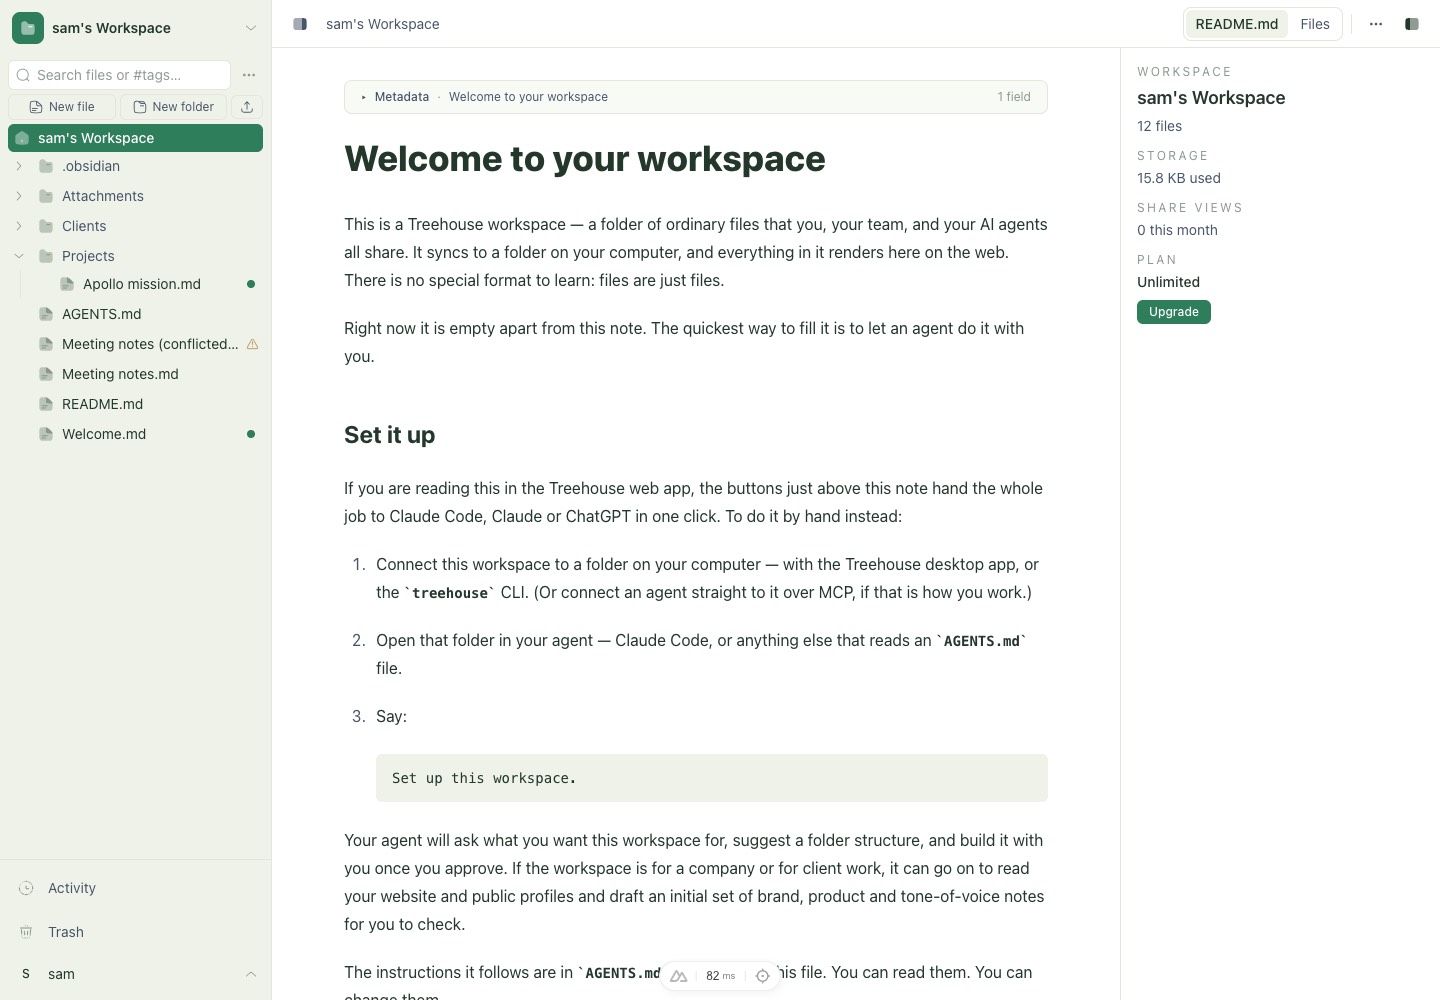 sam's Workspace
Search files or #tags...
New file
New folder
sam's Workspace
.obsidian
Attachments
Clients
Projects
Apollo mission.md
AGENTS.md
Meeting notes (conflicted...
Meeting notes.md
README.md
Welcome.md
Activity
Trash
S sam
sam's Workspace
README.md Files
Metadata · Welcome to your workspace 1 field
Welcome to your workspace
This is a Treehouse workspace — a folder of ordinary files that you, your team, and your AI agents
all share. It syncs to a folder on your computer, and everything in it renders here on the web.
There is no special format to learn: files are just files.
Right now it is empty apart from this note. The quickest way to fill it is to let an agent do it with
you.
Set it up
If you are reading this in the Treehouse web app, the buttons just above this note hand the whole
job to Claude Code, Claude or ChatGPT in one click. To do it by hand instead:
1. Connect this workspace to a folder on your computer — with the Treehouse desktop app, or
the `treehouse` CLI. (Or connect an agent straight to it over MCP, if that is how you work.)
2. Open that folder in your agent — Claude Code, or anything else that reads an `AGENTS.md`
file.
3. Say:
Set up this workspace.
Your agent will ask what you want this workspace for, suggest a folder structure, and build it with
you once you approve. If the workspace is for a company or for client work, it can go on to read
your website and public profiles and draft an initial set of brand, product and tone-of-voice notes
for you to check.
The instructions it follows are in `AGENTS.md his file. You can read them. You can
change them
82 ms
WORKSPACE
sam's Workspace
12 files
STORAGE
15.8 KB used
SHARE VIEWS
0 this month
PLAN
Unlimited
Upgrade